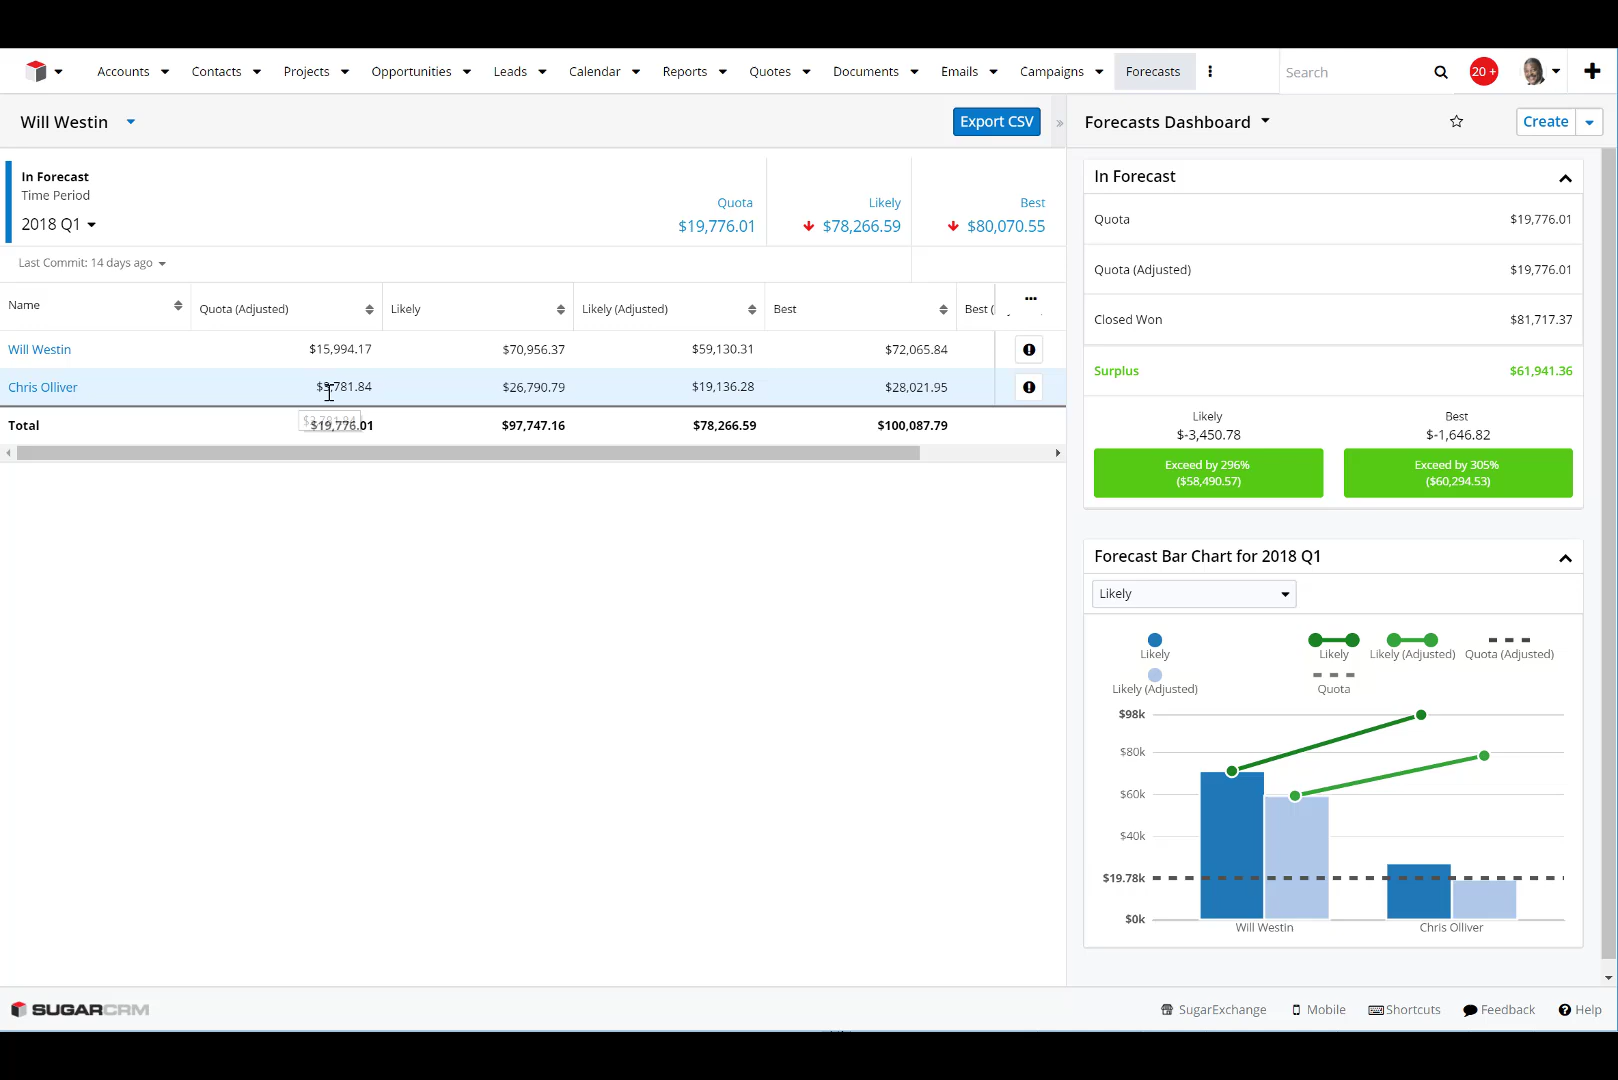 Accounts Contacts Projects Opportunities Leads Calendar Reports Quotes Documents Emails Campaigns Forecasts Search 20 +
Will Westin Export CSV » Forecasts Dashboard Create
In Forecast
Time Period
2018 Q1
Quota Likely Best
$19,776.01 $78,266.59 $80,070.55
Last Commit: 14 days ago
Name Quota (Adjusted) Likely Likely (Adjusted) Best Best (
Will Westin $15,994.17 $70,956.37 $59,130.31 $72,065.84
Chris Olliver $3,781.84 $26,790.79 $19,136.28 $28,021.95
$3,781.84
Total $19,776.01 $97,747.16 $78,266.59 $100,087.79
In Forecast
Quota $19,776.01
Quota (Adjusted) $19,776.01
Closed Won $81,717.37
Surplus $61,941.36
Likely Best
$-3,450.78 $-1,646.82
Exceed by 296% Exceed by 305%
($58,490.57) ($60,294.53)
Forecast Bar Chart for 2018 Q1
Likely
Likely Likely Likely (Adjusted) Quota (Adjusted)
Likely (Adjusted) Quota
$98k
$80k
$60k
$40k
$19.78k
$0k
Will Westin Chris Olliver
SUGARCRM SugarExchange Mobile Shortcuts Feedback Help